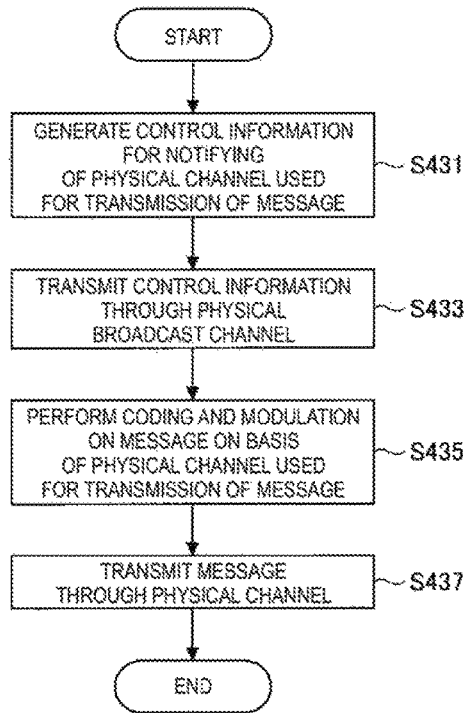 START
GENERATE CONTROL INFORMATION
FOR NOTIFYING
OF PHYSICAL CHANNEL USED
FOR TRANSMISSION OF MESSAGE
S431
TRANSMIT CONTROL INFORMATION
THROUGH PHYSICAL
BROADCAST CHANNEL
S433
PERFORM CODING AND MODULATION
ON MESSAGE ON BASIS
OF PHYSICAL CHANNEL USED
FOR TRANSMISSION OF MESSAGE
S435
TRANSMIT MESSAGE
THROUGH PHYSICAL CHANNEL
S437
END